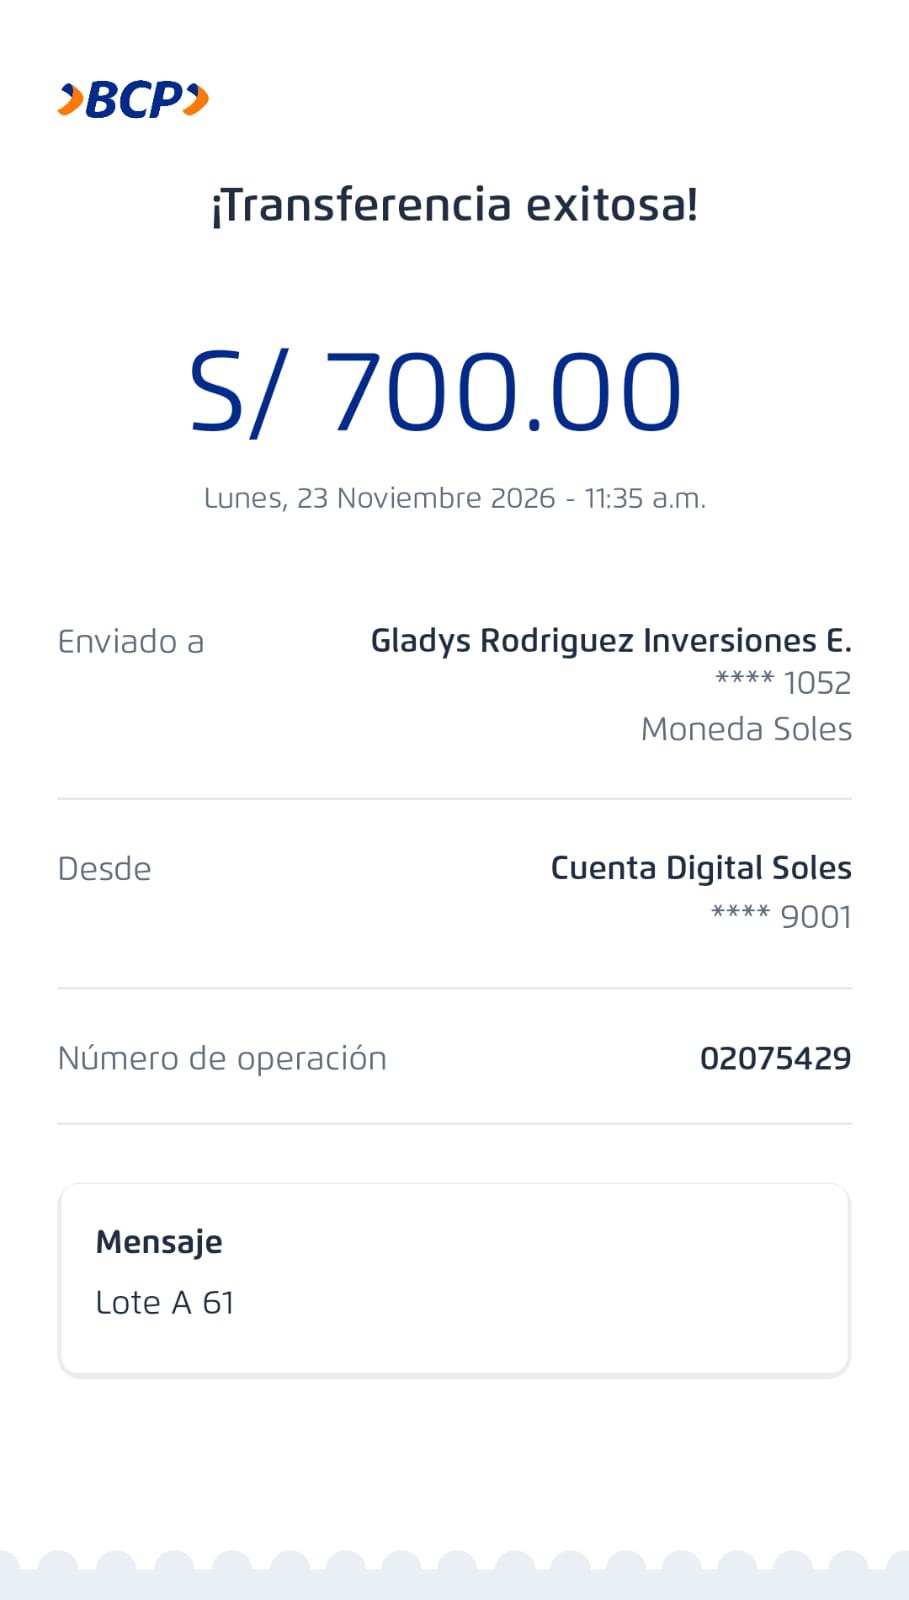 BCP
¡Transferencia exitosa!
S/ 700.00
Lunes, 23 Noviembre 2026 - 11:35 a.m.
Enviado a
Gladys Rodriguez Inversiones E.
**** 1052
Moneda Soles
Desde
Cuenta Digital Soles
**** 9001
Número de operación
02075429
Mensaje
Lote A 61